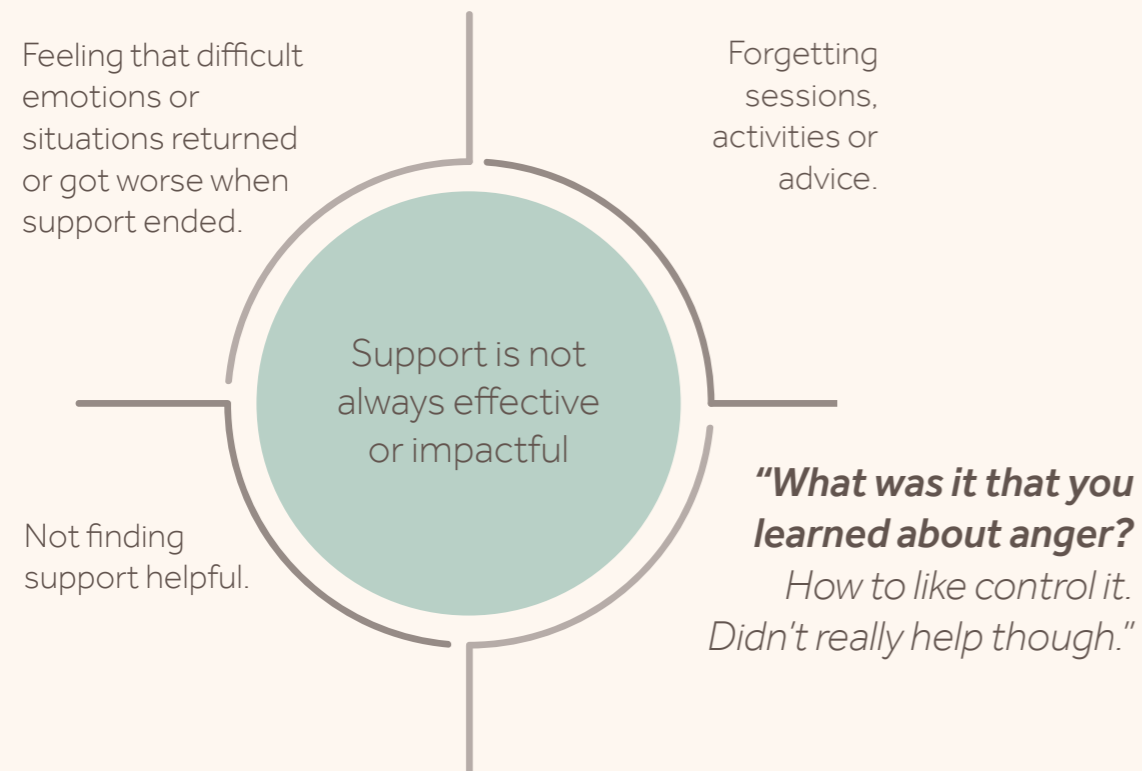 Feeling that difficult
emotions or
situations returned
or got worse when
support ended.
Forgetting
sessions,
activities or
advice.
Support is not
always effective
or impactful
Not finding
support helpful.
“What was it that you
learned about anger?
How to like control it.
Didn't really help though.”